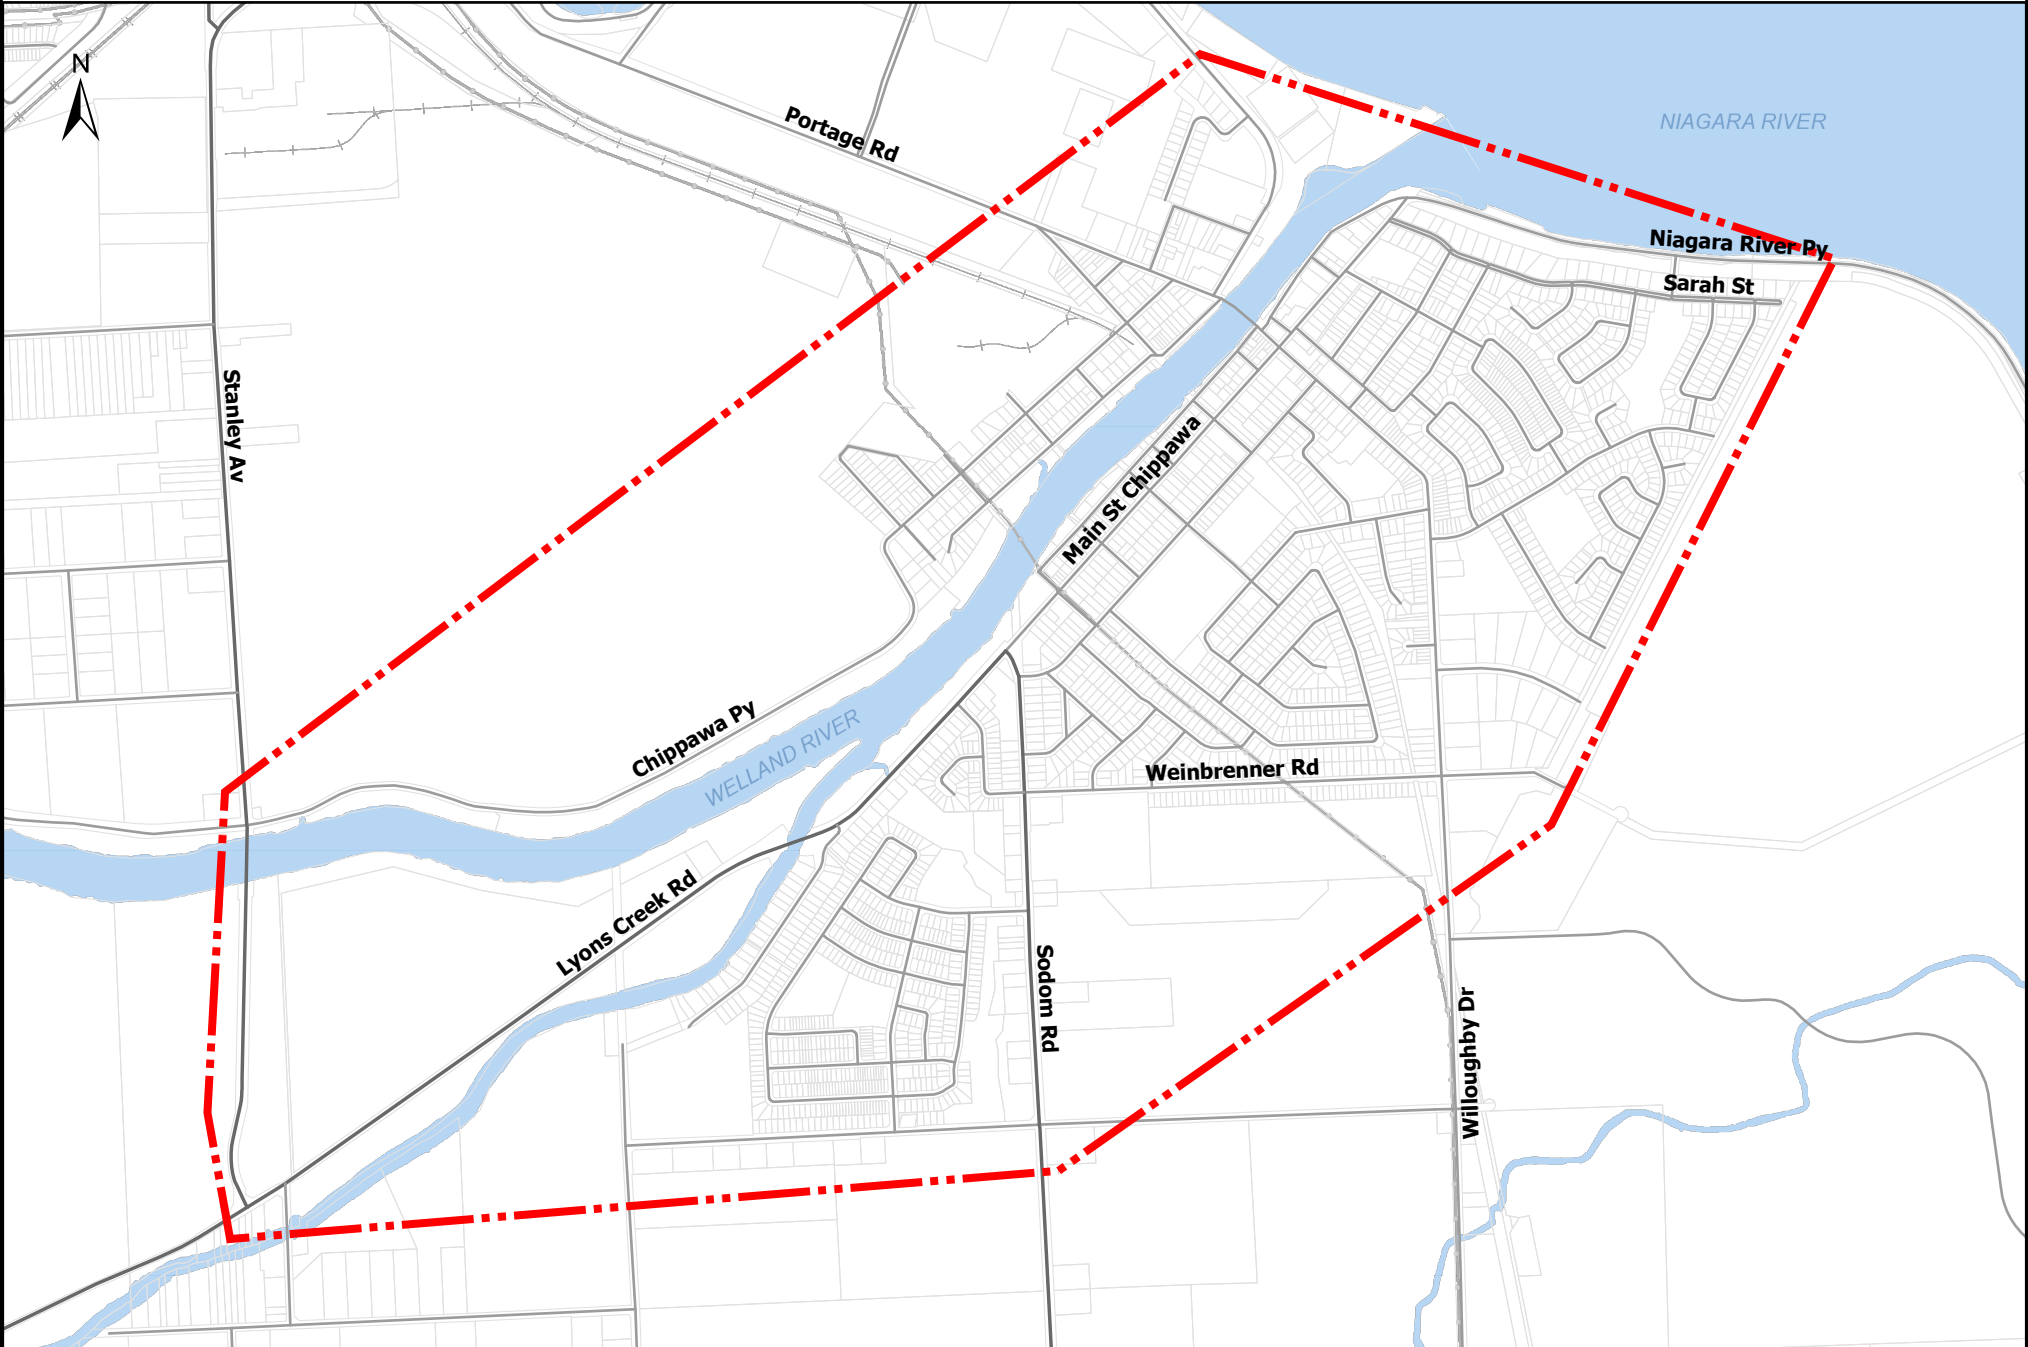 N
Portage Rd
NIAGARA RIVER
Niagara River Py
Sarah St
Stanley Av
Main St Chippawa
Chippawa Py
WELLAND RIVER
Weinbrenner Rd
Lyons Creek Rd
Sodom Rd
Willoughby Dr